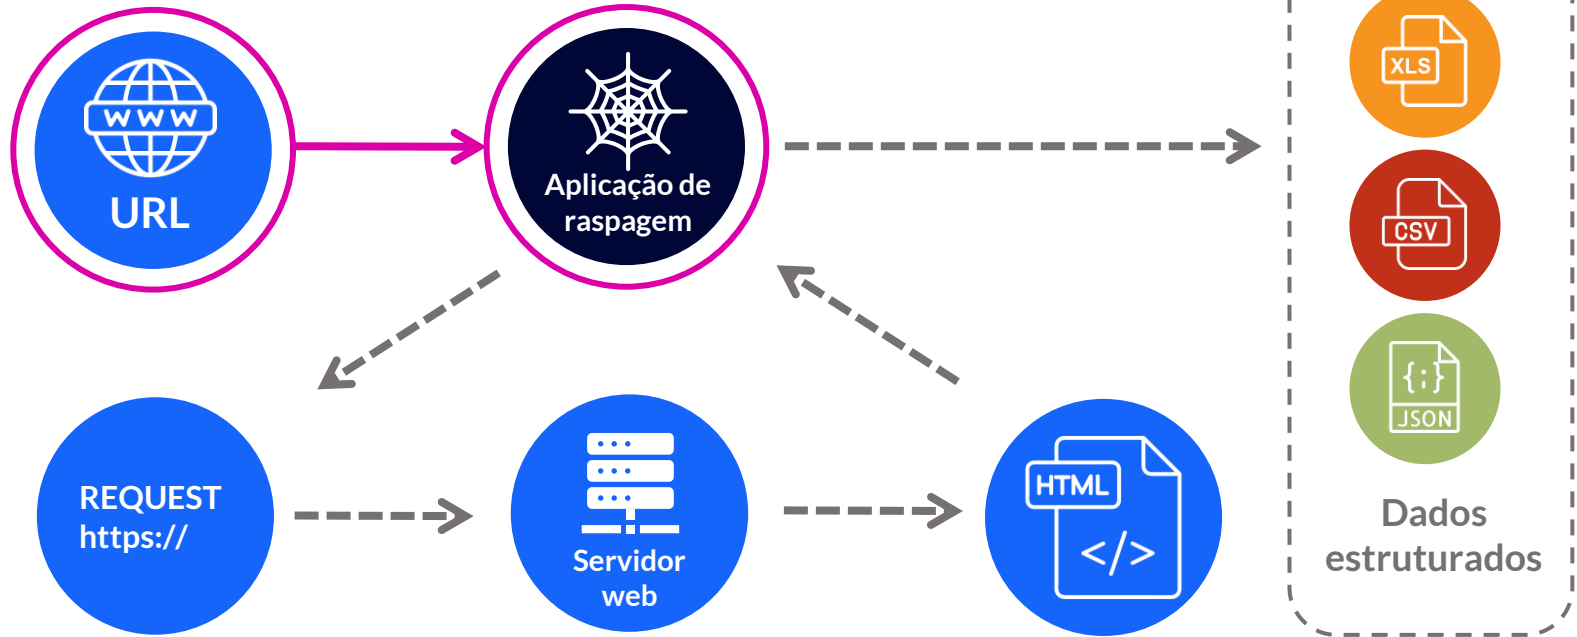 WWW
URL
Aplicação de
raspagem
XLS
CSV
{;}
JSON
REQUEST
https://
Servidor
web
HTML
</>
Dados
estruturados